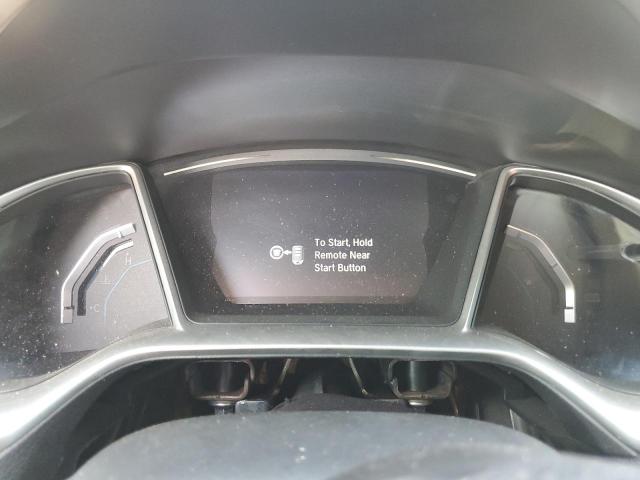 To Start, Hold
Remote Near
Start Button
H
C